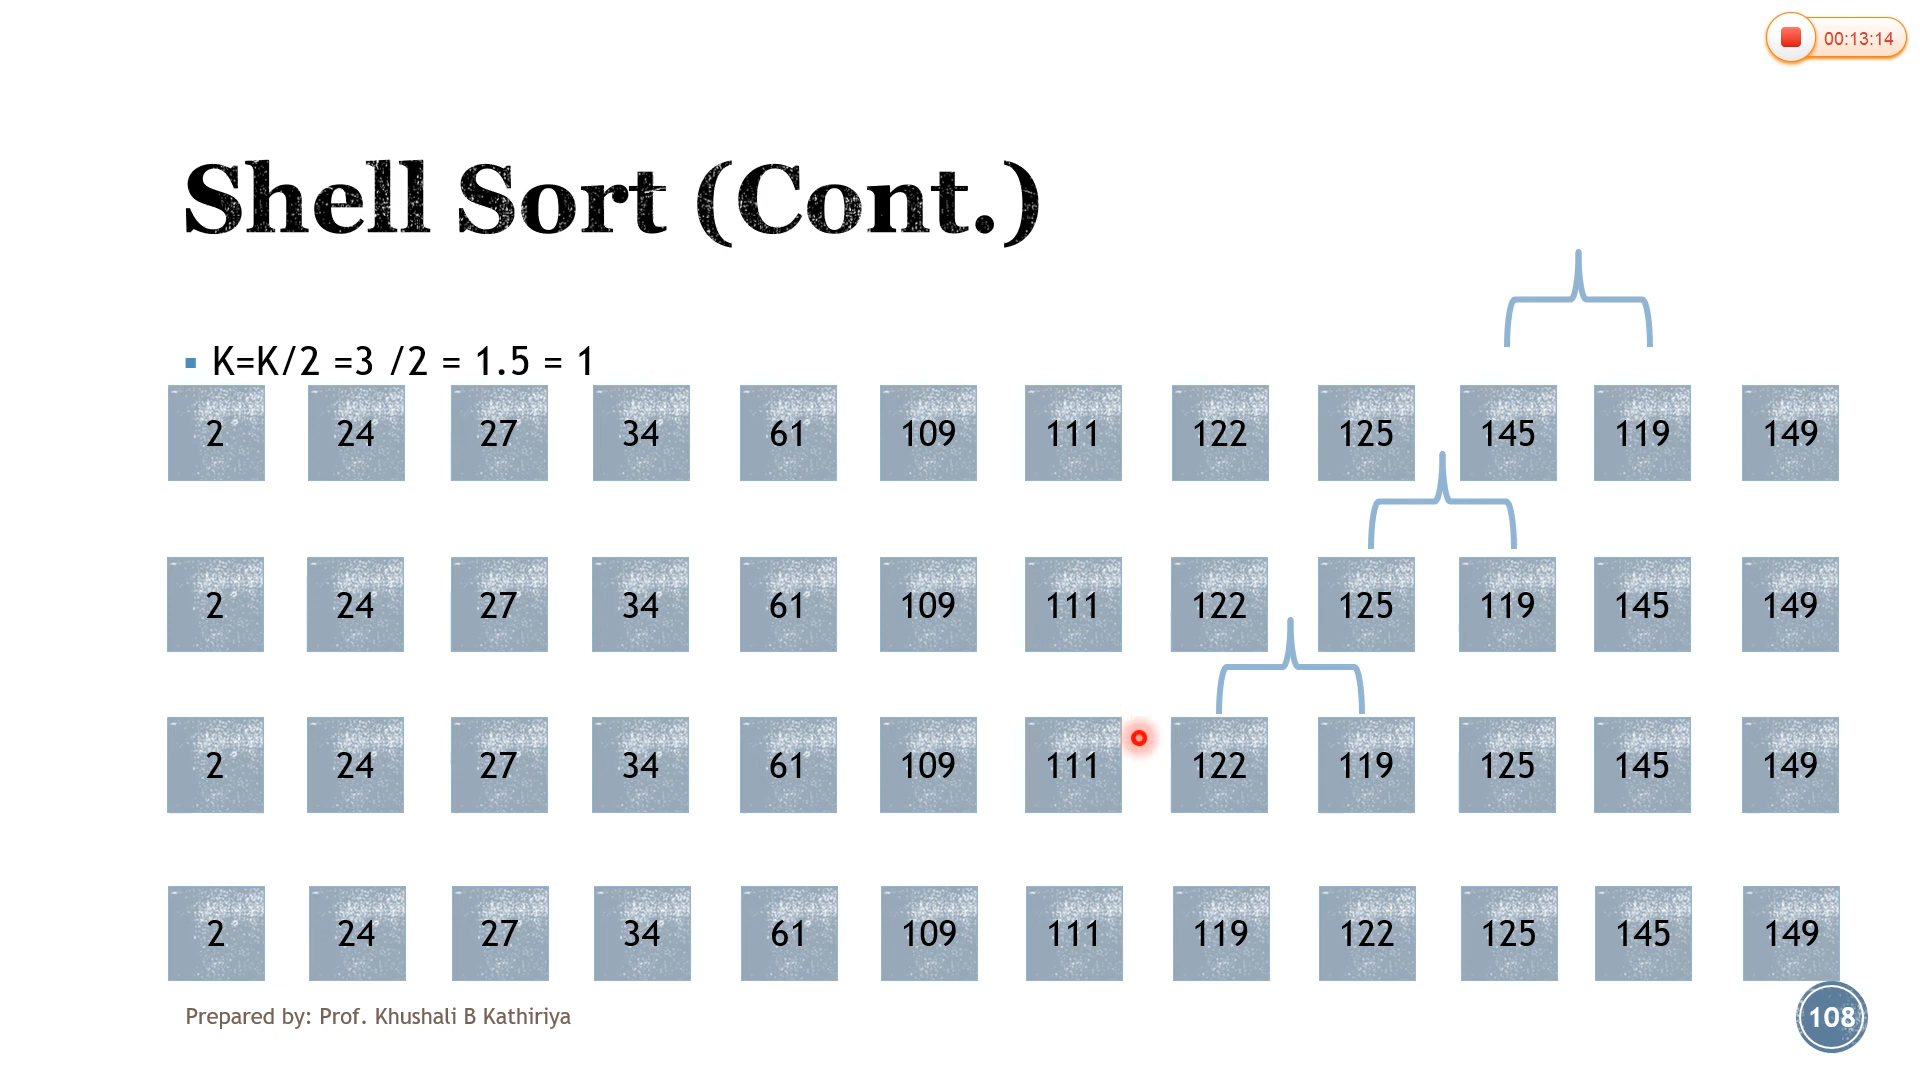 00:13:14
Shell Sort (Cont.)
K=K/2 =3 /2 = 1.5 = 1
2 24 27 34 61 109 111 122 125 145 119 149
2 24 27 34 61 109 111 122 125 119 145 149
2 24 27 34 61 109 111 122 119 125 145 149
2 24 27 34 61 109 111 119 122 125 145 149
Prepared by: Prof. Khushali B Kathiriya
108